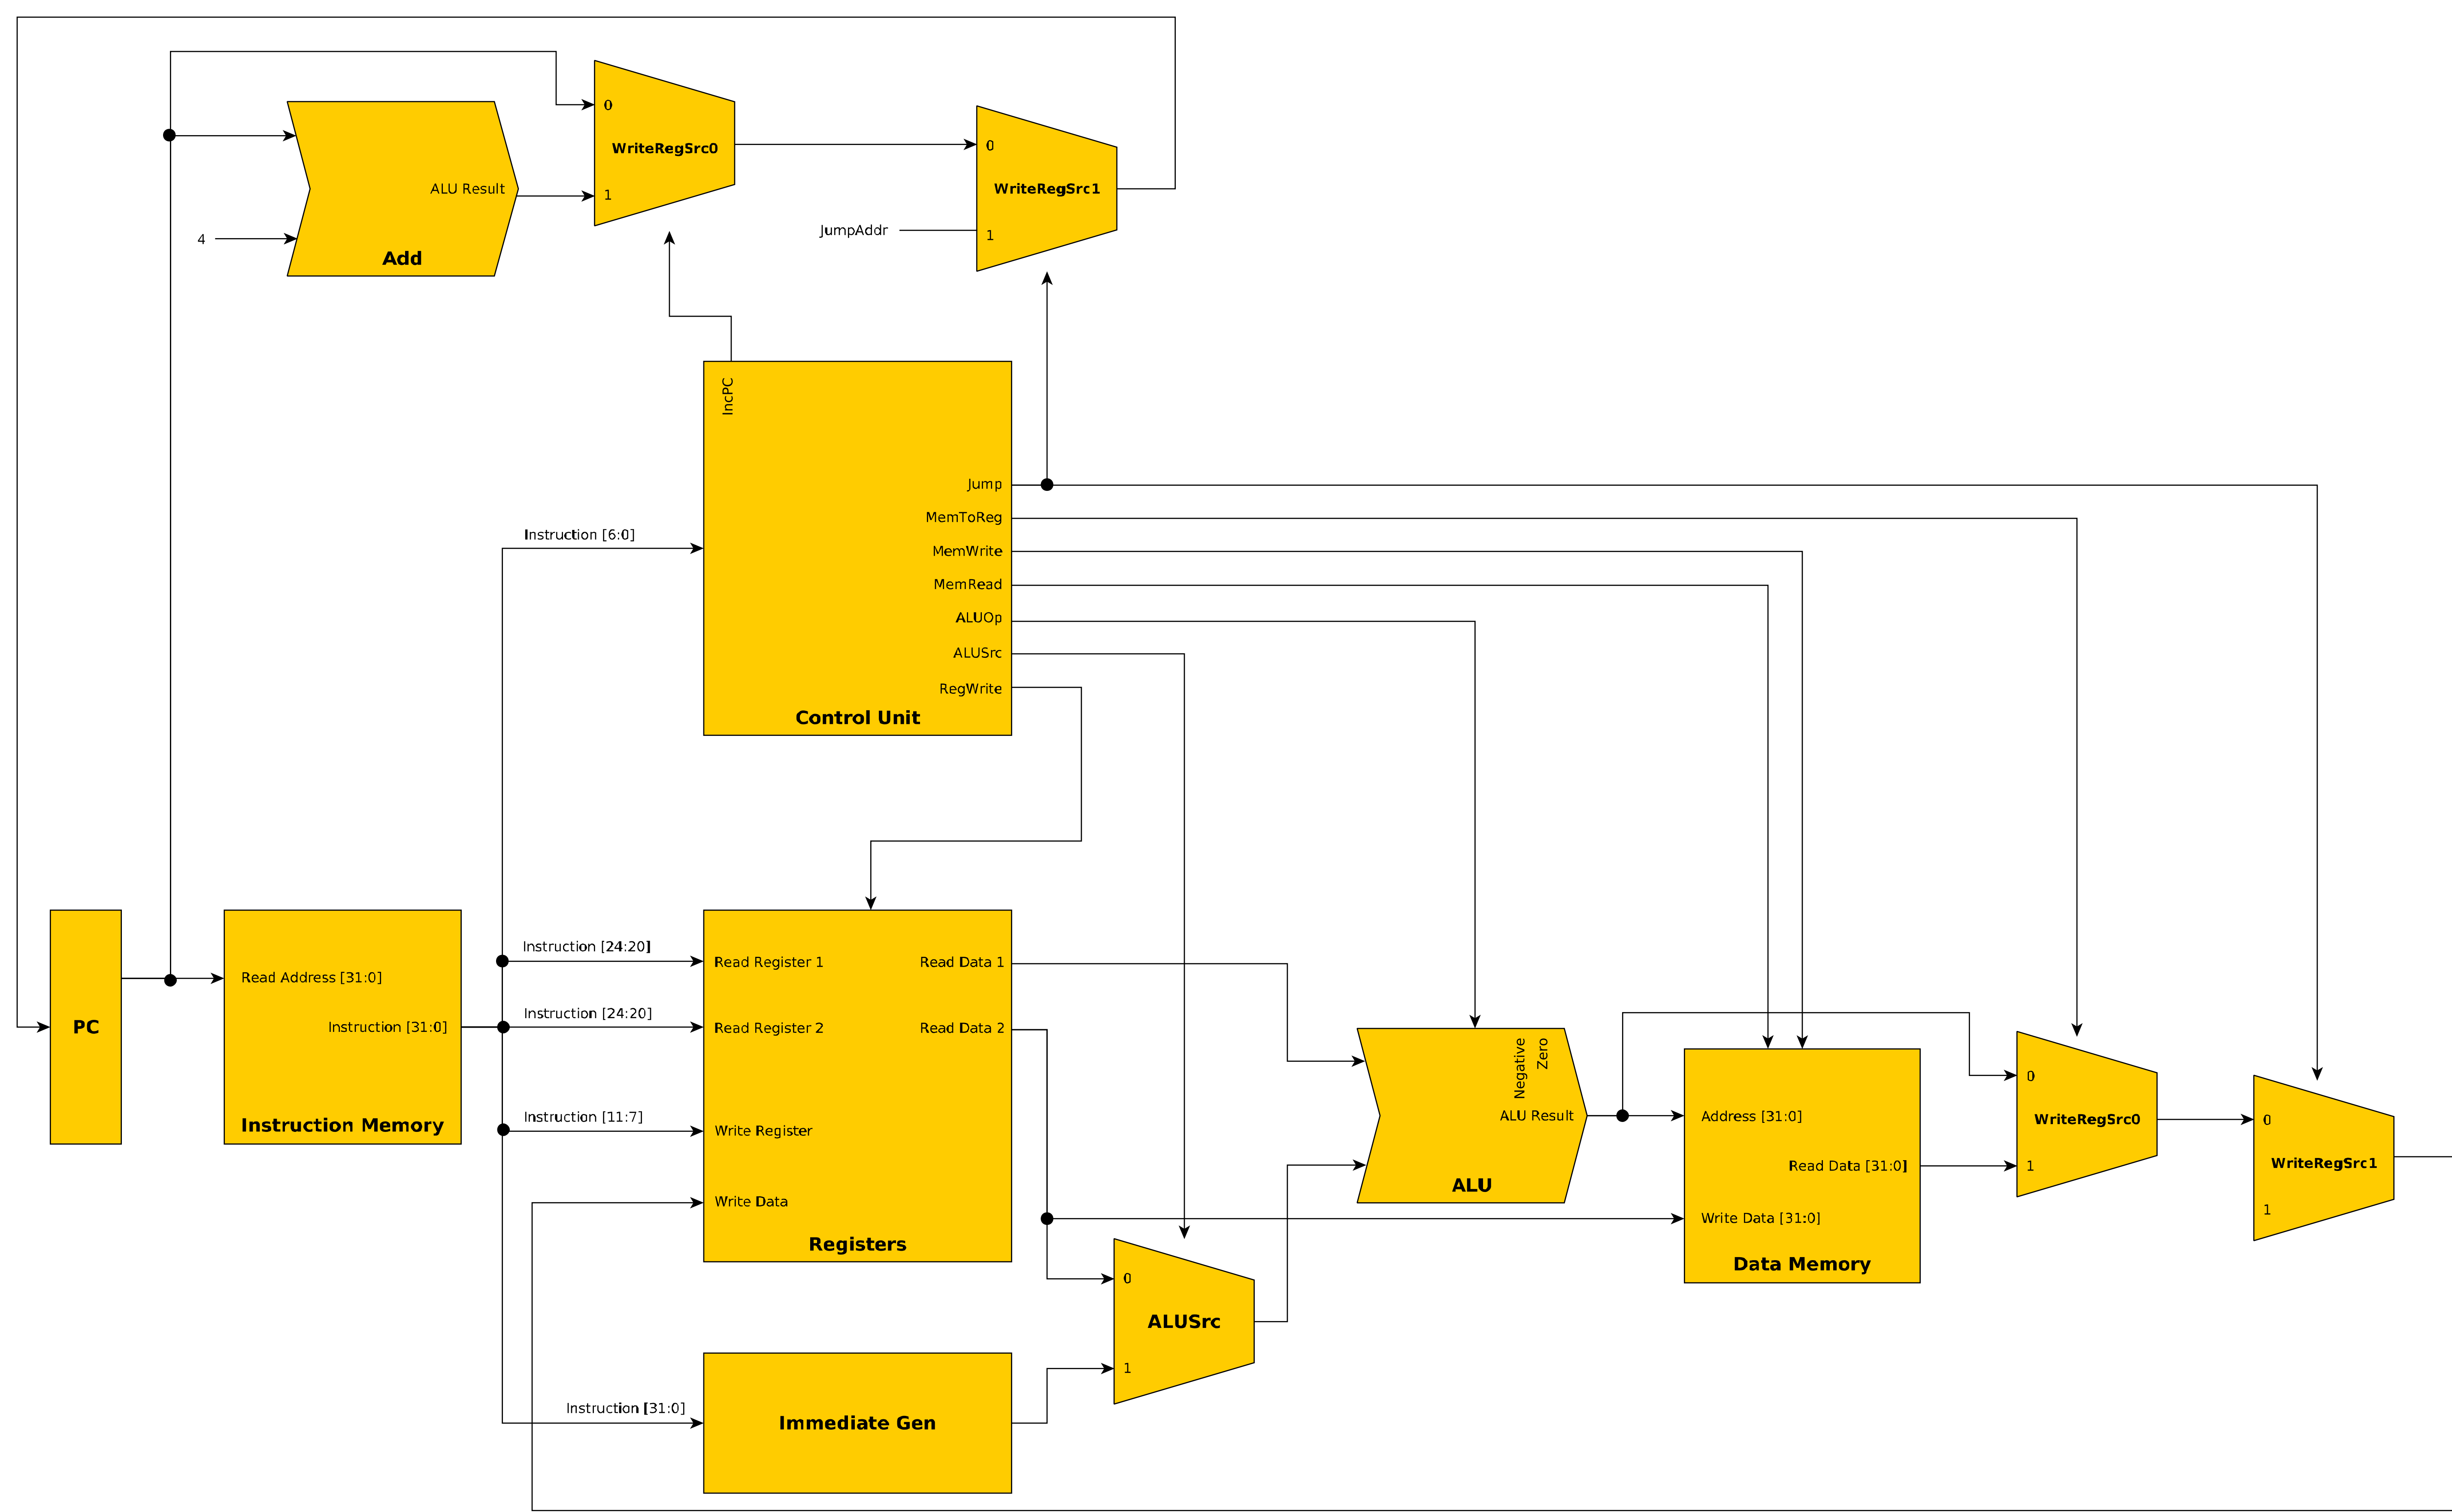 0
WriteRegSrc0
1
ALU Result
4
Add
0
WriteRegSrc1
JumpAddr
1
IncPC
Jump
MemToReg
MemWrite
MemRead
ALUOp
ALUSrc
RegWrite
Control Unit
Instruction [6:0]
PC
Read Address [31:0]
Instruction [31:0]
Instruction Memory
Instruction [24:20]
Instruction [24:20]
Instruction [11:7]
Read Register 1
Read Data 1
Read Register 2
Read Data 2
Write Register
Write Data
Registers
Instruction [31:0]
Immediate Gen
0
ALUSrc
1
Negative
Zero
ALU Result
ALU
Address [31:0]
Read Data [31:0]
Write Data [31:0]
Data Memory
0
WriteRegSrc0
1
0
WriteRegSrc1
1